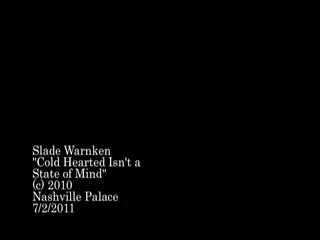 Slade Warnken
"Cold Hearted Isn't a
State of Mind"
(c) 2010
Nashville Palace
7/2/2011